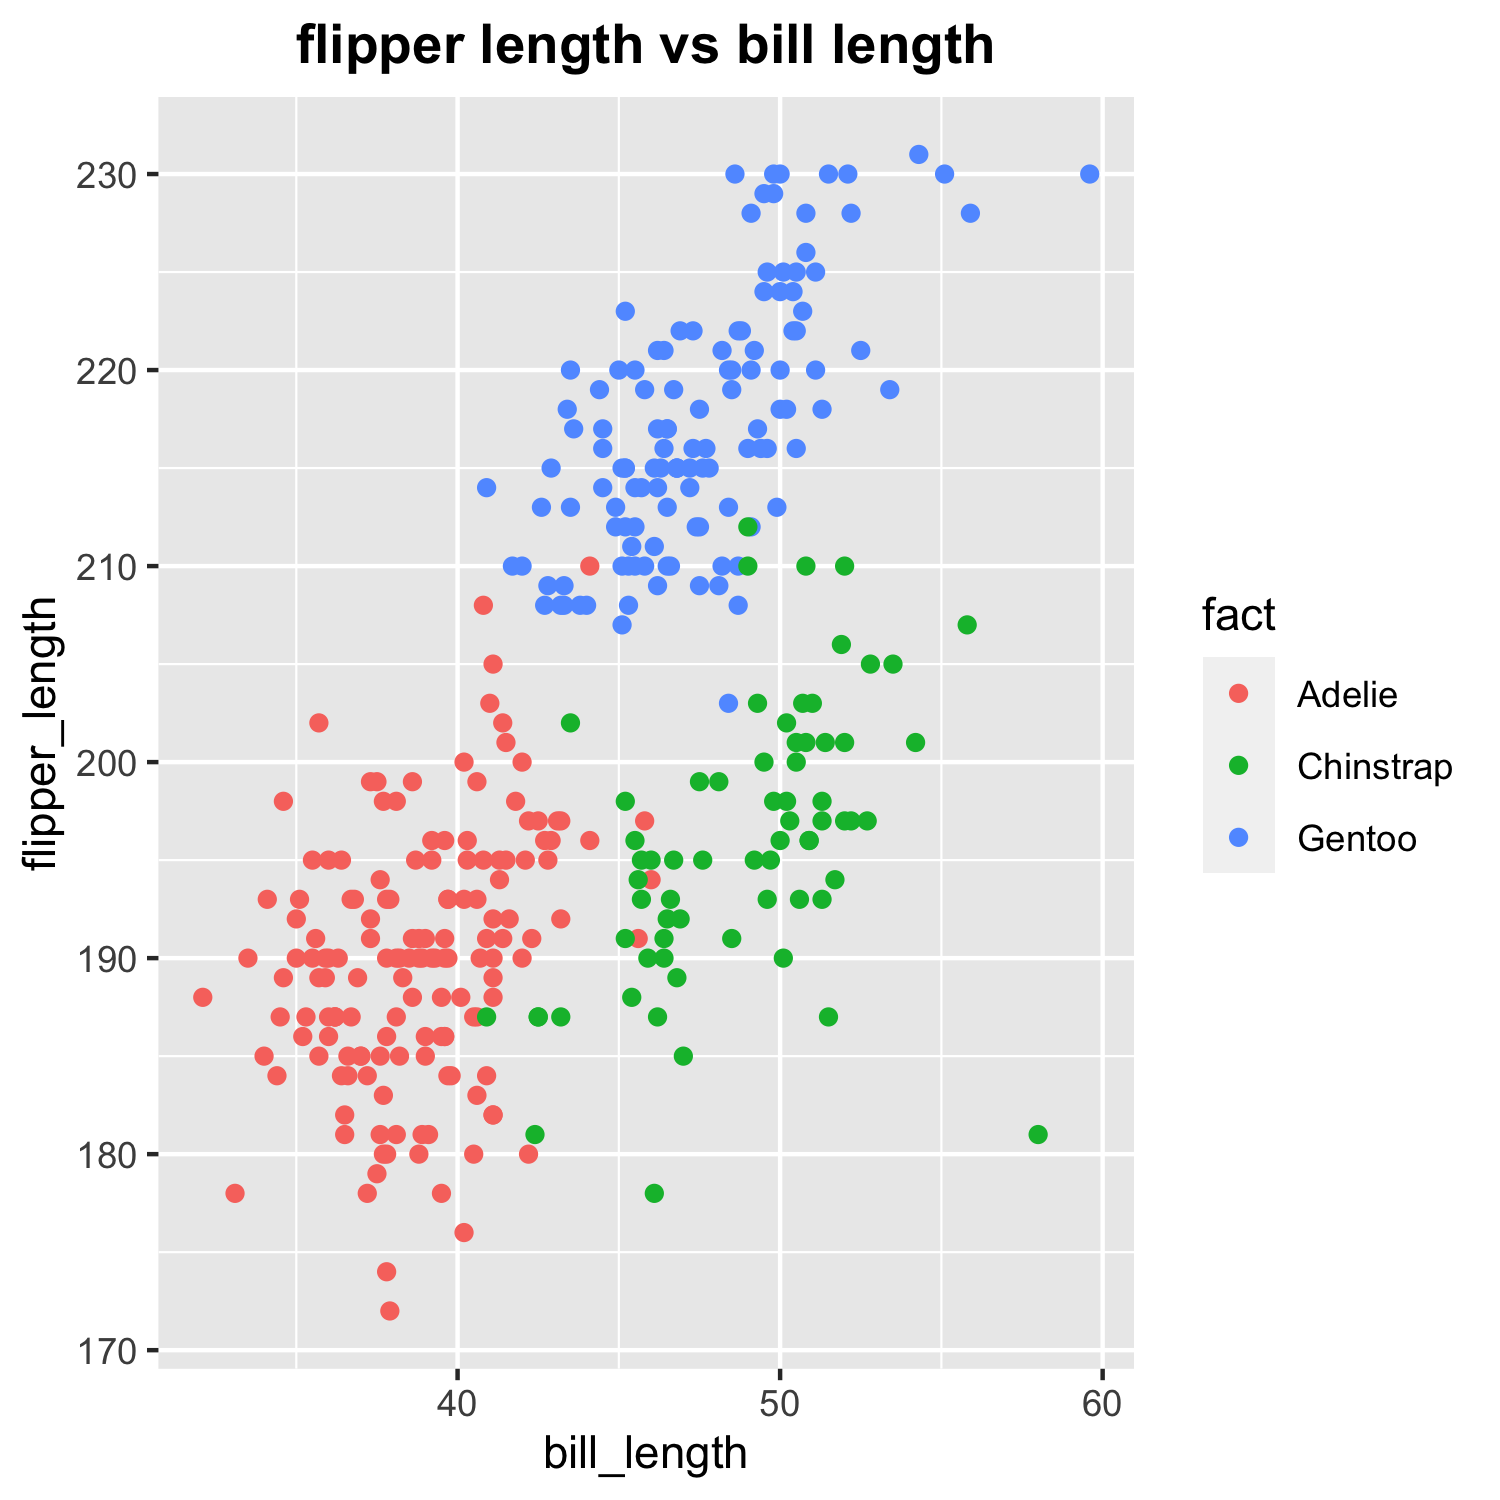 flipper length vs bill length
230
220
210
200
190
180
170
flipper_length
40 50 60
bill_length
fact
Adelie
Chinstrap
Gentoo